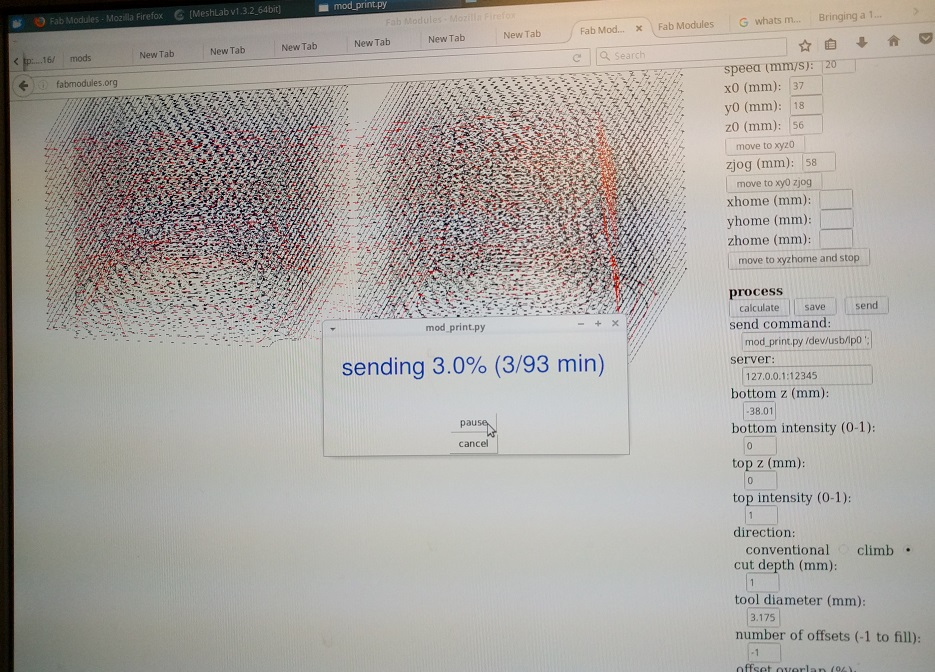 Fab Modules - Mozilla Firefox
[MeshLab v1.3.2_64bit]
mod_print.py
Fab Modules - Mozilla Firefox
mods
New Tab
New Tab
New Tab
New Tab
New Tab
New Tab
Fab Mod...
Fab Modules
whats m...
Bringing a 1...
fabmodules.org
Search
speed (mm/s): 20
x0 (mm): 37
y0 (mm): 18
z0 (mm): 56
move to xyz0
zjog (mm): 58
move to xy0 zjog
xhome (mm):
yhome (mm):
zhome (mm):
move to xyzhome and stop
process
calculate save send
send command:
mod_print.py /dev/usb/lp0 ';
server:
127.0.0.1:12345
bottom z (mm):
-38.01
bottom intensity (0-1):
0
top z (mm):
0
top intensity (0-1):
1
direction:
conventional climb
cut depth (mm):
1
tool diameter (mm):
3.175
number of offsets (-1 to fill):
-1
offset overlap (%):
mod_print.py
sending 3.0% (3/93 min)
pause
cancel